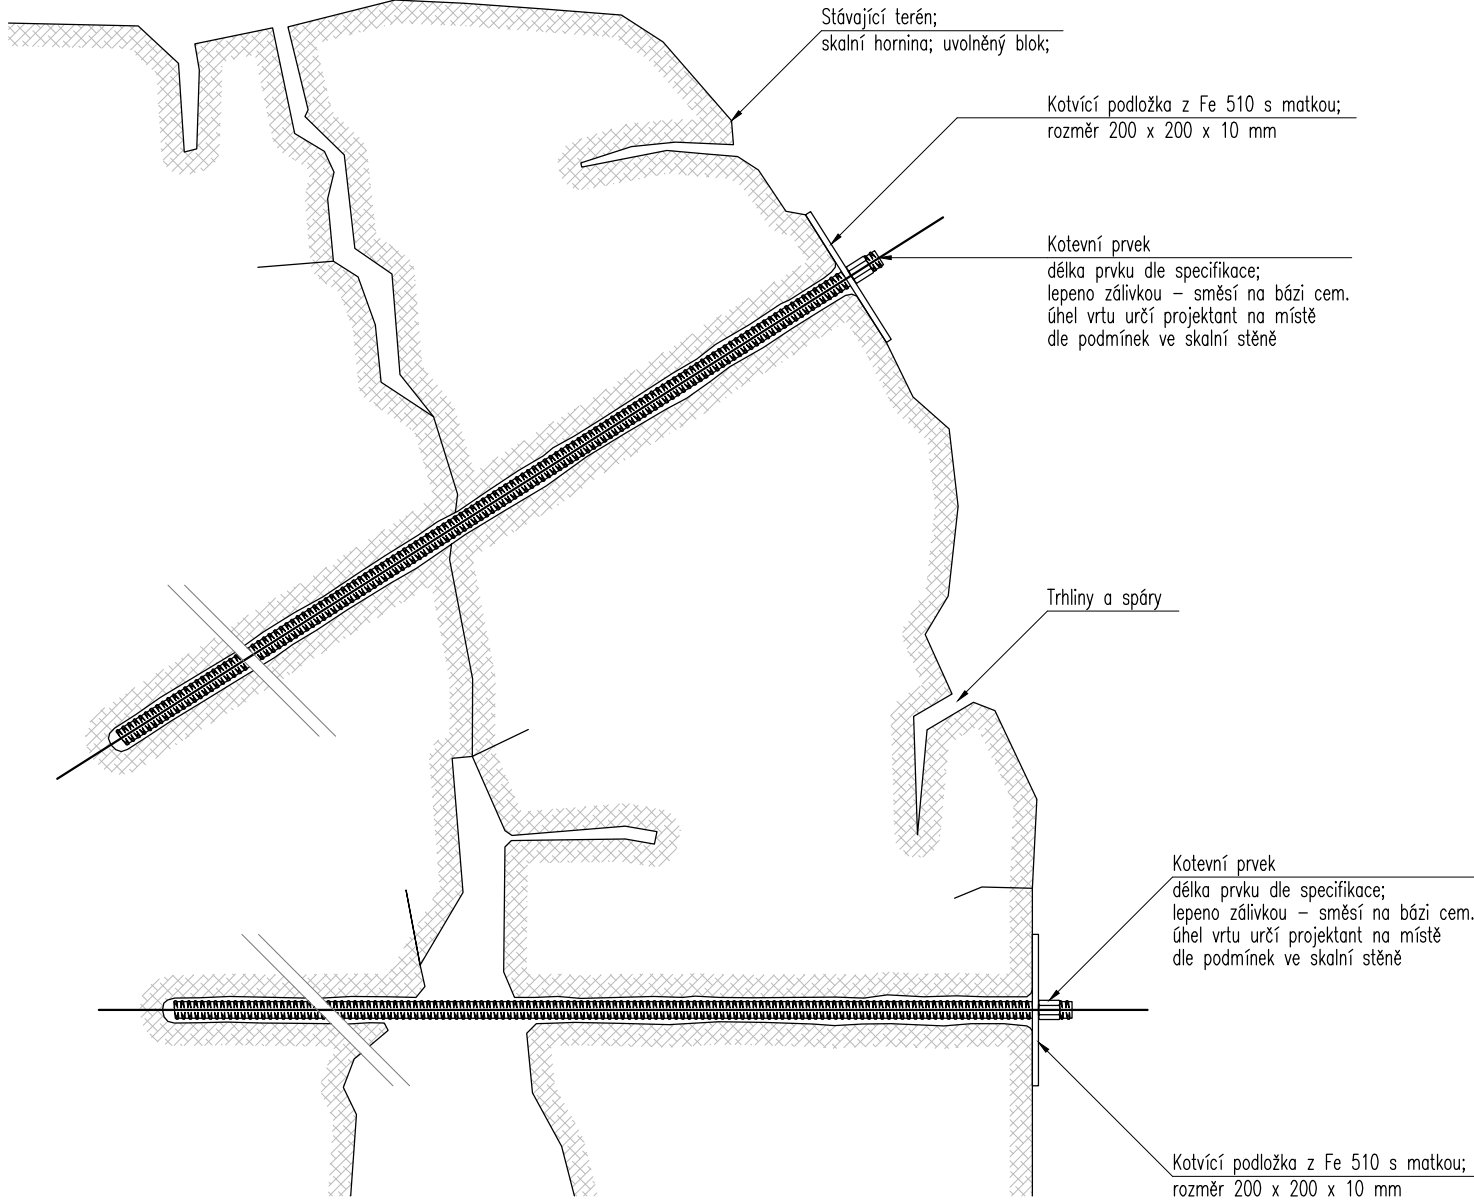 Stávající terén;
skalní hornina; uvolněný blok;
Kotvící podložka z Fe 510 s matkou;
rozměr 200 x 200 x 10 mm
Kotevní prvek
délka prvku dle specifikace;
lepeno zálivkou – směsí na bázi cem.
úhel vrtu určí projektant na místě
dle podmínek ve skalní stěně
Trhliny a spáry
Kotevní prvek
délka prvku dle specifikace;
lepeno zálivkou – směsí na bázi cem.
úhel vrtu určí projektant na místě
dle podmínek ve skalní stěně
Kotvící podložka z Fe 510 s matkou;
rozměr 200 x 200 x 10 mm